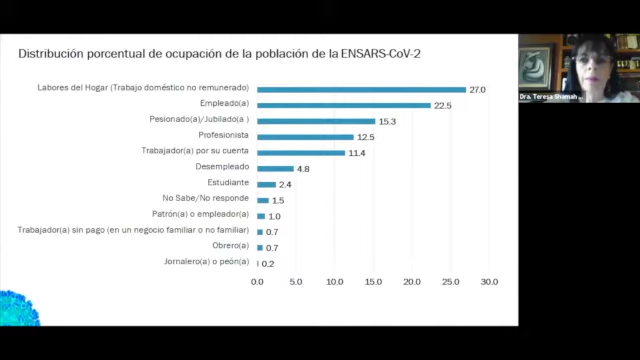 Distribución porcentual de ocupación de la población de la ENSARS-CoV-2
Labores del Hogar (Trabajo doméstico no remunerado) 27.0
Empleado(a) 22.5
Pesionado(a)/Jubilado(a ) 15.3
Profesionista 12.5
Trabajador(a) por su cuenta 11.4
Desempleado 4.8
Estudiante 2.4
No Sabe/No responde 1.5
Patrón(a) o empleador(a) 1.0
Trabajador(a) sin pago (en un negocio familiar o no familiar) 0.7
Obrero(a) 0.7
Jornalero(a) o peón(a) 0.2
0.0 5.0 10.0 15.0 20.0 25.0 30.0
Dra. Teresa Shamah